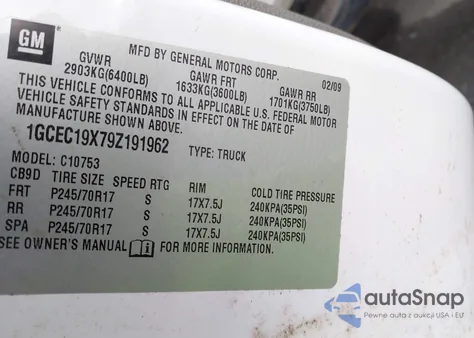 GM
MFD BY GENERAL MOTORS CORP. 02/09
GVWR GAWR FRT GAWR RR
2903KG(6400LB) 1633KG(3600LB) 1701KG(3750LB)
THIS VEHICLE CONFORMS TO ALL APPLICABLE U.S. FEDERAL MOTOR
VEHICLE SAFETY STANDARDS IN EFFECT ON THE DATE OF
MANUFACTURE SHOWN ABOVE.
1GCEC19X79Z191962 TYPE: TRUCK
MODEL: C10753
CB9D TIRE SIZE SPEED RTG RIM COLD TIRE PRESSURE
FRT P245/70R17 S 17X7.5J 240KPA(35PSI)
RR P245/70R17 S 17X7.5J 240KPA(35PSI)
SPA P245/70R17 S 17X7.5J 240KPA(35PSI)
SEE OWNER'S MANUAL FOR MORE INFORMATION.
autoSnap
Pewne auta z aukcji USA i EU